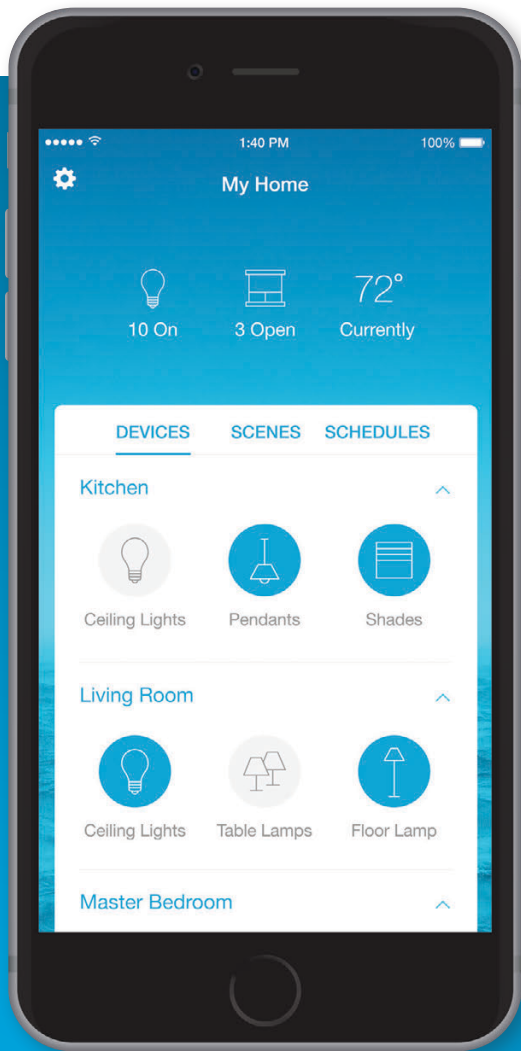 1:40 PM
100%
My Home
72°
10 On
3 Open
Currently
DEVICES SCENES SCHEDULES
Kitchen
Ceiling Lights
Pendants
Shades
Living Room
Ceiling Lights
Table Lamps
Floor Lamp
Master Bedroom